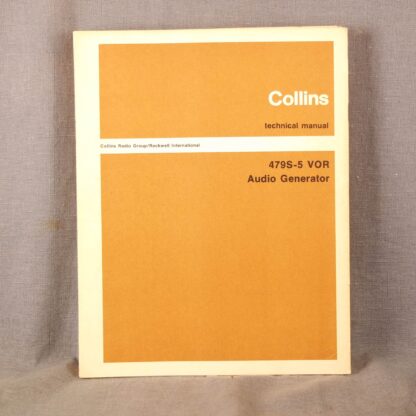 Collins
technical manual
Collins Radio Group/Rockwell International
479S-5 VOR
Audio Generator